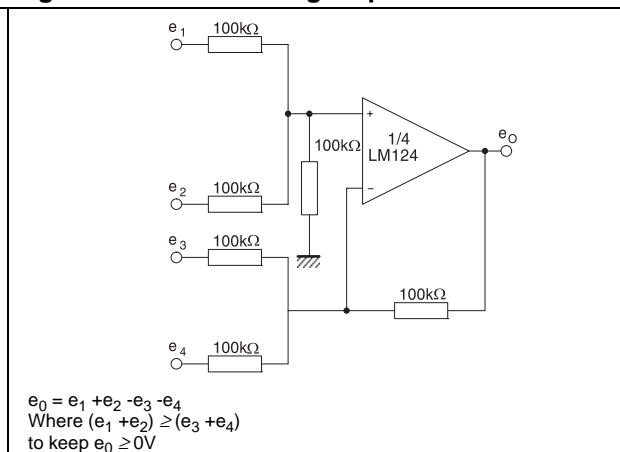 e1 100kΩ
100kΩ
1/4
LM124
+
-
eO
e2 100kΩ
e3 100kΩ
100kΩ
e4 100kΩ
e0 = e1 +e2 -e3 -e4
Where (e1 +e2) ≥ (e3 +e4)
to keep e0 ≥ 0V